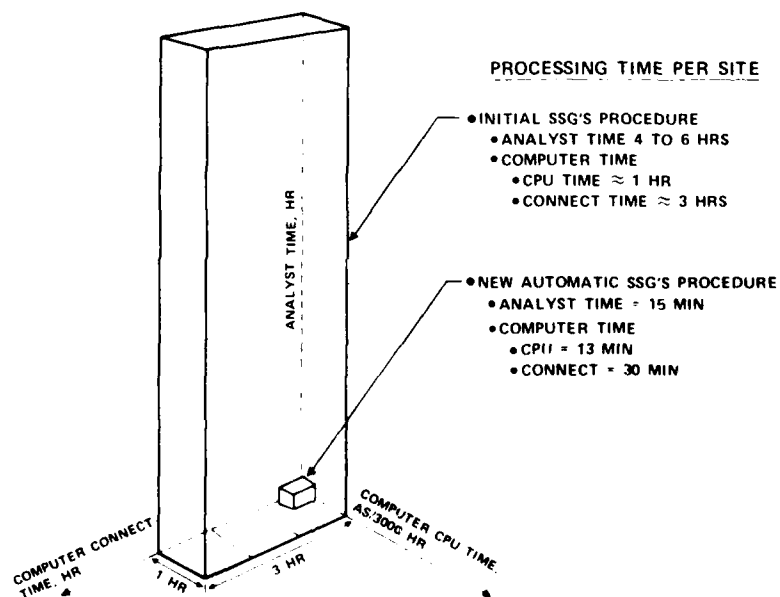 PROCESSING TIME PER SITE
•INITIAL SSG'S PROCEDURE
•ANALYST TIME 4 TO 6 HRS
•COMPUTER TIME
•CPU TIME ≈ 1 HR
•CONNECT TIME ≈ 3 HRS
ANALYST TIME, HR
•NEW AUTOMATIC SSG'S PROCEDURE
•ANALYST TIME = 15 MIN
•COMPUTER TIME
•CPU = 13 MIN
•CONNECT = 30 MIN
COMPUTER CONNECT
TIME, HR
1 HR
3 HR
COMPUTER CPU TIME
AS/3000 HR